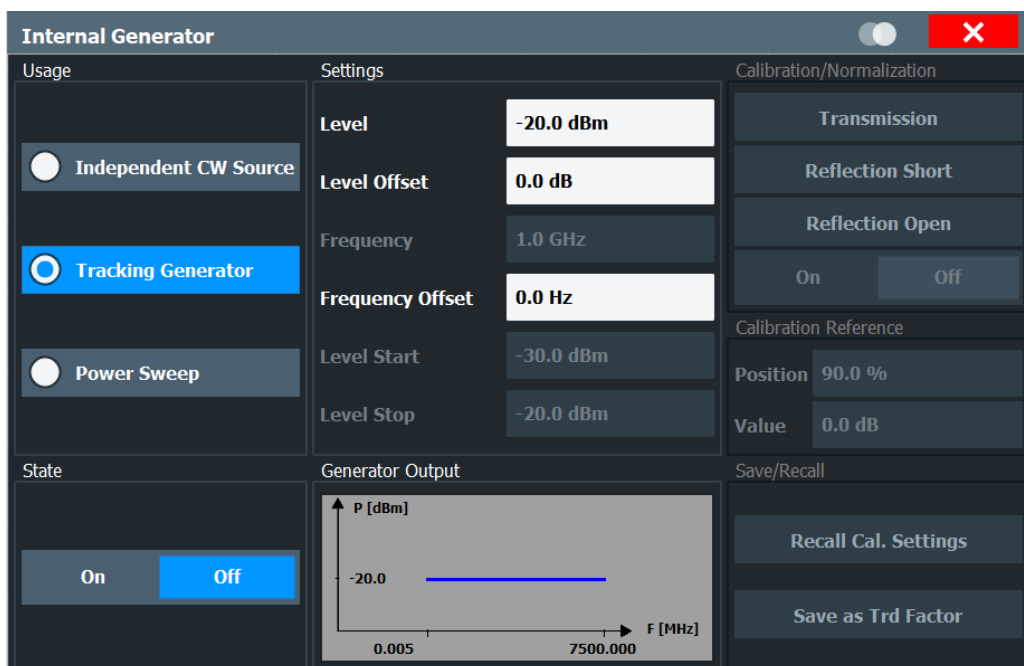 Internal Generator
Usage
Independent CW Source
Tracking Generator
Power Sweep
State
On Off
Settings
Level -20.0 dBm
Level Offset 0.0 dB
Frequency 1.0 GHz
Frequency Offset 0.0 Hz
Level Start -30.0 dBm
Level Stop -20.0 dBm
Generator Output
P [dBm]
-20.0
F [MHz]
0.005 7500.000
Calibration/Normalization
Transmission
Reflection Short
Reflection Open
On Off
Calibration Reference
Position 90.0 %
Value 0.0 dB
Save/Recall
Recall Cal. Settings
Save as Trd Factor